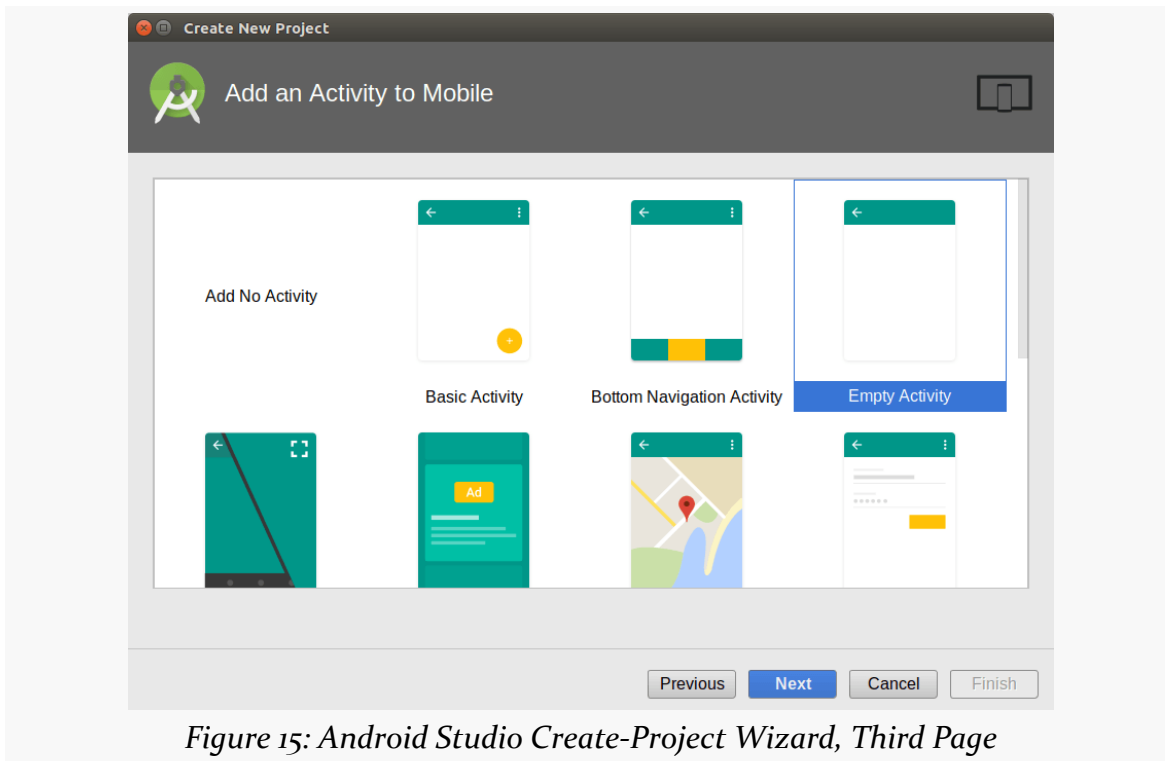 Create New Project
Add an Activity to Mobile
Add No Activity
Basic Activity
Bottom Navigation Activity
Empty Activity
Ad
Previous
Next
Cancel
Finish
Figure 15: Android Studio Create-Project Wizard, Third Page